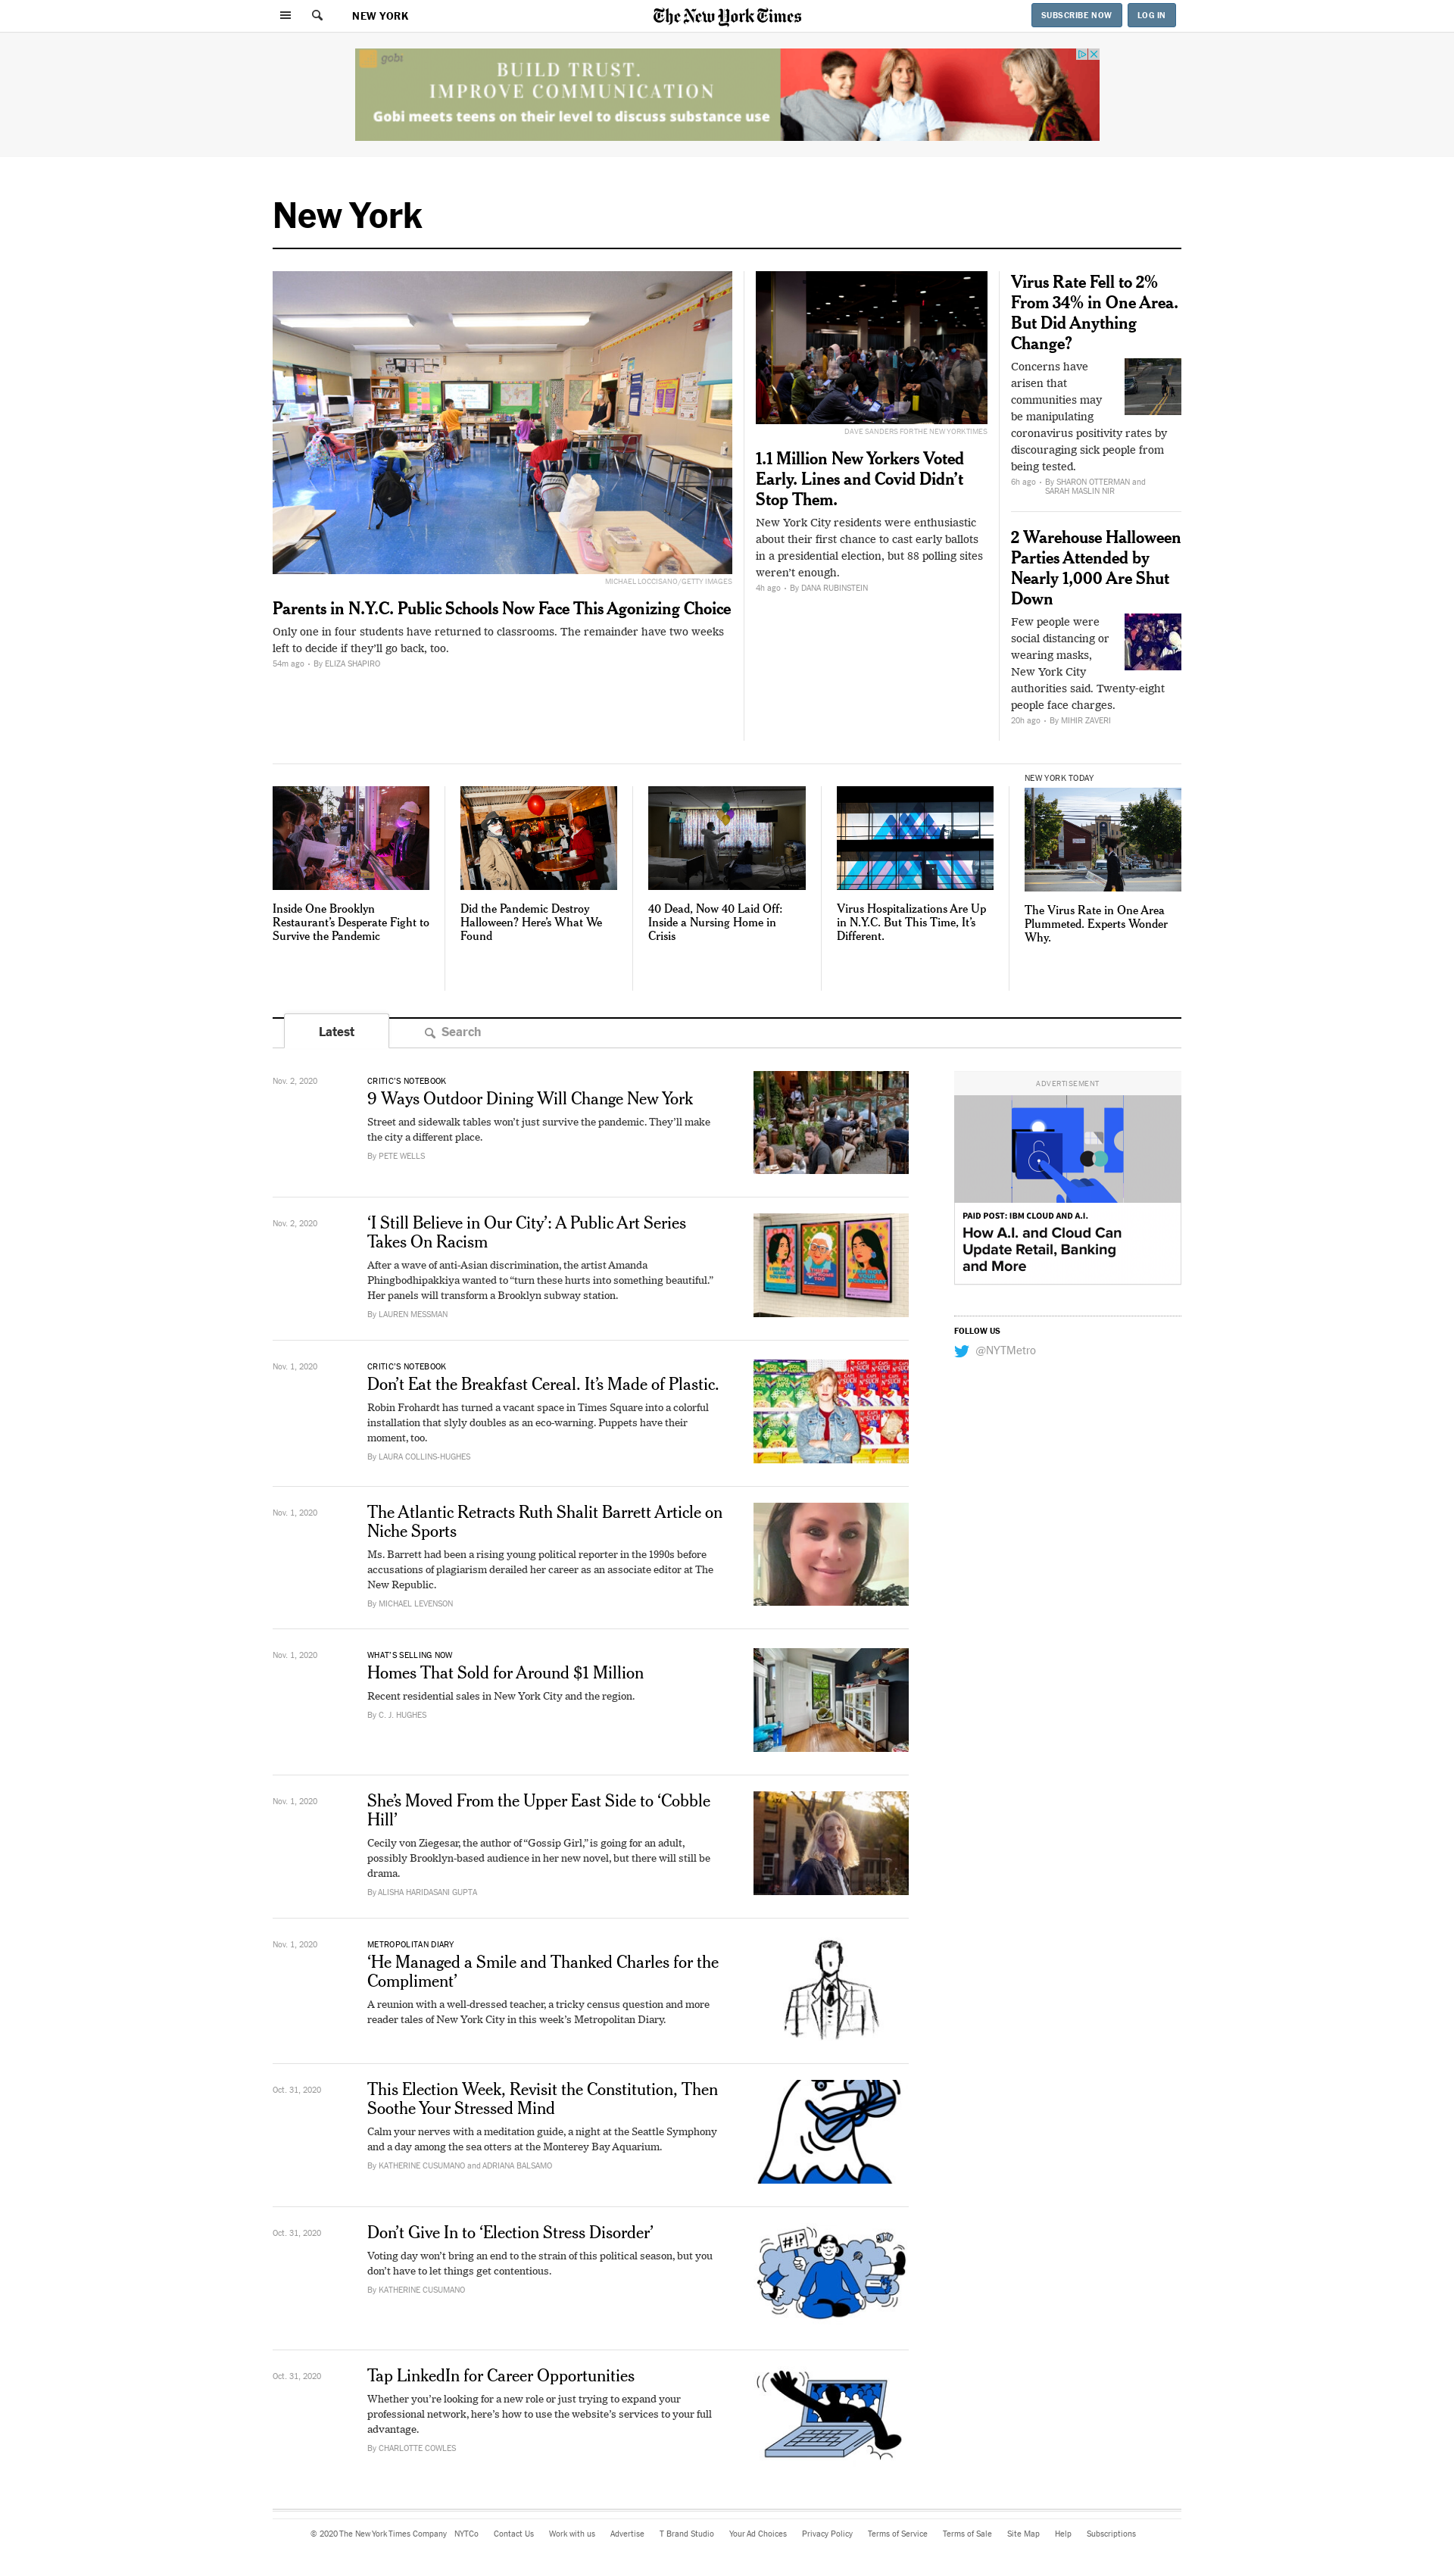 NEW YORK
The New York Times
SUBSCRIBE NOW
LOG IN
gobi
BUILD TRUST.
IMPROVE COMMUNICATION
Gobi meets teens on their level to discuss substance use
New York
MICHAEL LOCCISANO/GETTY IMAGES
Parents in N.Y.C. Public Schools Now Face This Agonizing Choice
Only one in four students have returned to classrooms. The remainder have two weeks
left to decide if they’ll go back, too.
54m ago • By ELIZA SHAPIRO
DAVE SANDERS FOR THE NEW YORK TIMES
1.1 Million New Yorkers Voted
Early. Lines and Covid Didn’t
Stop Them.
New York City residents were enthusiastic
about their first chance to cast early ballots
in a presidential election, but 88 polling sites
weren’t enough.
4h ago • By DANA RUBINSTEIN
Virus Rate Fell to 2%
From 34% in One Area.
But Did Anything
Change?
Concerns have
arisen that
communities may
be manipulating
coronavirus positivity rates by
discouraging sick people from
being tested.
6h ago • By SHARON OTTERMAN and
SARAH MASLIN NIR
2 Warehouse Halloween
Parties Attended by
Nearly 1,000 Are Shut
Down
Few people were
social distancing or
wearing masks,
New York City
authorities said. Twenty-eight
people face charges.
20h ago • By MIHIR ZAVERI
Inside One Brooklyn
Restaurant’s Desperate Fight to
Survive the Pandemic
Did the Pandemic Destroy
Halloween? Here’s What We
Found
40 Dead, Now 40 Laid Off:
Inside a Nursing Home in
Crisis
Virus Hospitalizations Are Up
in N.Y.C. But This Time, It’s
Different.
NEW YORK TODAY
The Virus Rate in One Area
Plummeted. Experts Wonder
Why.
Latest
Search
Nov. 2, 2020
CRITIC’S NOTEBOOK
9 Ways Outdoor Dining Will Change New York
Street and sidewalk tables won’t just survive the pandemic. They’ll make
the city a different place.
By PETE WELLS
Nov. 2, 2020
‘I Still Believe in Our City’: A Public Art Series
Takes On Racism
After a wave of anti-Asian discrimination, the artist Amanda
Phingbodhipakkiya wanted to “turn these hurts into something beautiful.”
Her panels will transform a Brooklyn subway station.
By LAUREN MESSMAN
Nov. 1, 2020
CRITIC’S NOTEBOOK
Don’t Eat the Breakfast Cereal. It’s Made of Plastic.
Robin Frohardt has turned a vacant space in Times Square into a colorful
installation that slyly doubles as an eco-warning. Puppets have their
moment, too.
By LAURA COLLINS-HUGHES
Nov. 1, 2020
The Atlantic Retracts Ruth Shalit Barrett Article on
Niche Sports
Ms. Barrett had been a rising young political reporter in the 1990s before
accusations of plagiarism derailed her career as an associate editor at The
New Republic.
By MICHAEL LEVENSON
Nov. 1, 2020
WHAT’S SELLING NOW
Homes That Sold for Around $1 Million
Recent residential sales in New York City and the region.
By C. J. HUGHES
Nov. 1, 2020
She’s Moved From the Upper East Side to ‘Cobble
Hill’
Cecily von Ziegesar, the author of “Gossip Girl,” is going for an adult,
possibly Brooklyn-based audience in her new novel, but there will still be
drama.
By ALISHA HARIDASANI GUPTA
Nov. 1, 2020
METROPOLITAN DIARY
‘He Managed a Smile and Thanked Charles for the
Compliment’
A reunion with a well-dressed teacher, a tricky census question and more
reader tales of New York City in this week’s Metropolitan Diary.
Oct. 31, 2020
This Election Week, Revisit the Constitution, Then
Soothe Your Stressed Mind
Calm your nerves with a meditation guide, a night at the Seattle Symphony
and a day among the sea otters at the Monterey Bay Aquarium.
By KATHERINE CUSUMANO and ADRIANA BALSAMO
Oct. 31, 2020
Don’t Give In to ‘Election Stress Disorder’
Voting day won’t bring an end to the strain of this political season, but you
don’t have to let things get contentious.
By KATHERINE CUSUMANO
#!?
Oct. 31, 2020
Tap LinkedIn for Career Opportunities
Whether you’re looking for a new role or just trying to expand your
professional network, here’s how to use the website’s services to your full
advantage.
By CHARLOTTE COWLES
ADVERTISEMENT
PAID POST: IBM CLOUD AND A.I.
How A.I. and Cloud Can
Update Retail, Banking
and More
FOLLOW US
@NYTMetro
© 2020 The New York Times Company NYTCo Contact Us Work with us Advertise T Brand Studio Your Ad Choices Privacy Policy Terms of Service Terms of Sale Site Map Help Subscriptions